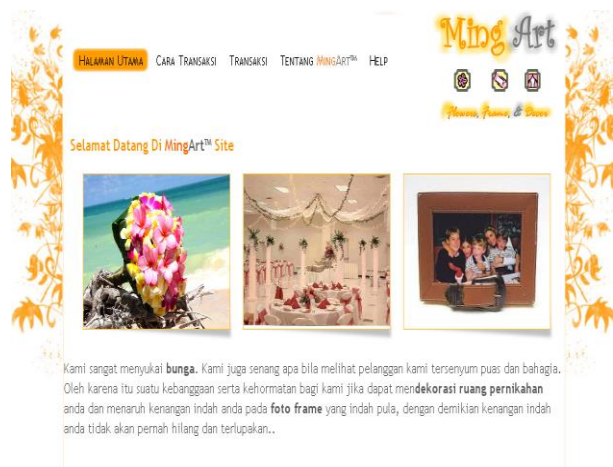 Ming Art
HALAMAN UTAMA CARA TRANSAKSI TRANSAKSI TENTANG MINGART™ HELP
Flowers, Frame, & Decor
Selamat Datang Di MingArt™ Site
Kami sangat menyukai bunga. Kami juga senang apa bila melihat pelanggan kami tersenyum puas dan bahagia.
Oleh karena itu suatu kebanggaan serta kehormatan bagi kami jika dapat mendekorasi ruang pernikahan
anda dan menaruh kenangan indah anda pada foto frame yang indah pula, dengan demikian kenangan indah
anda tidak akan pernah hilang dan terlupakan..